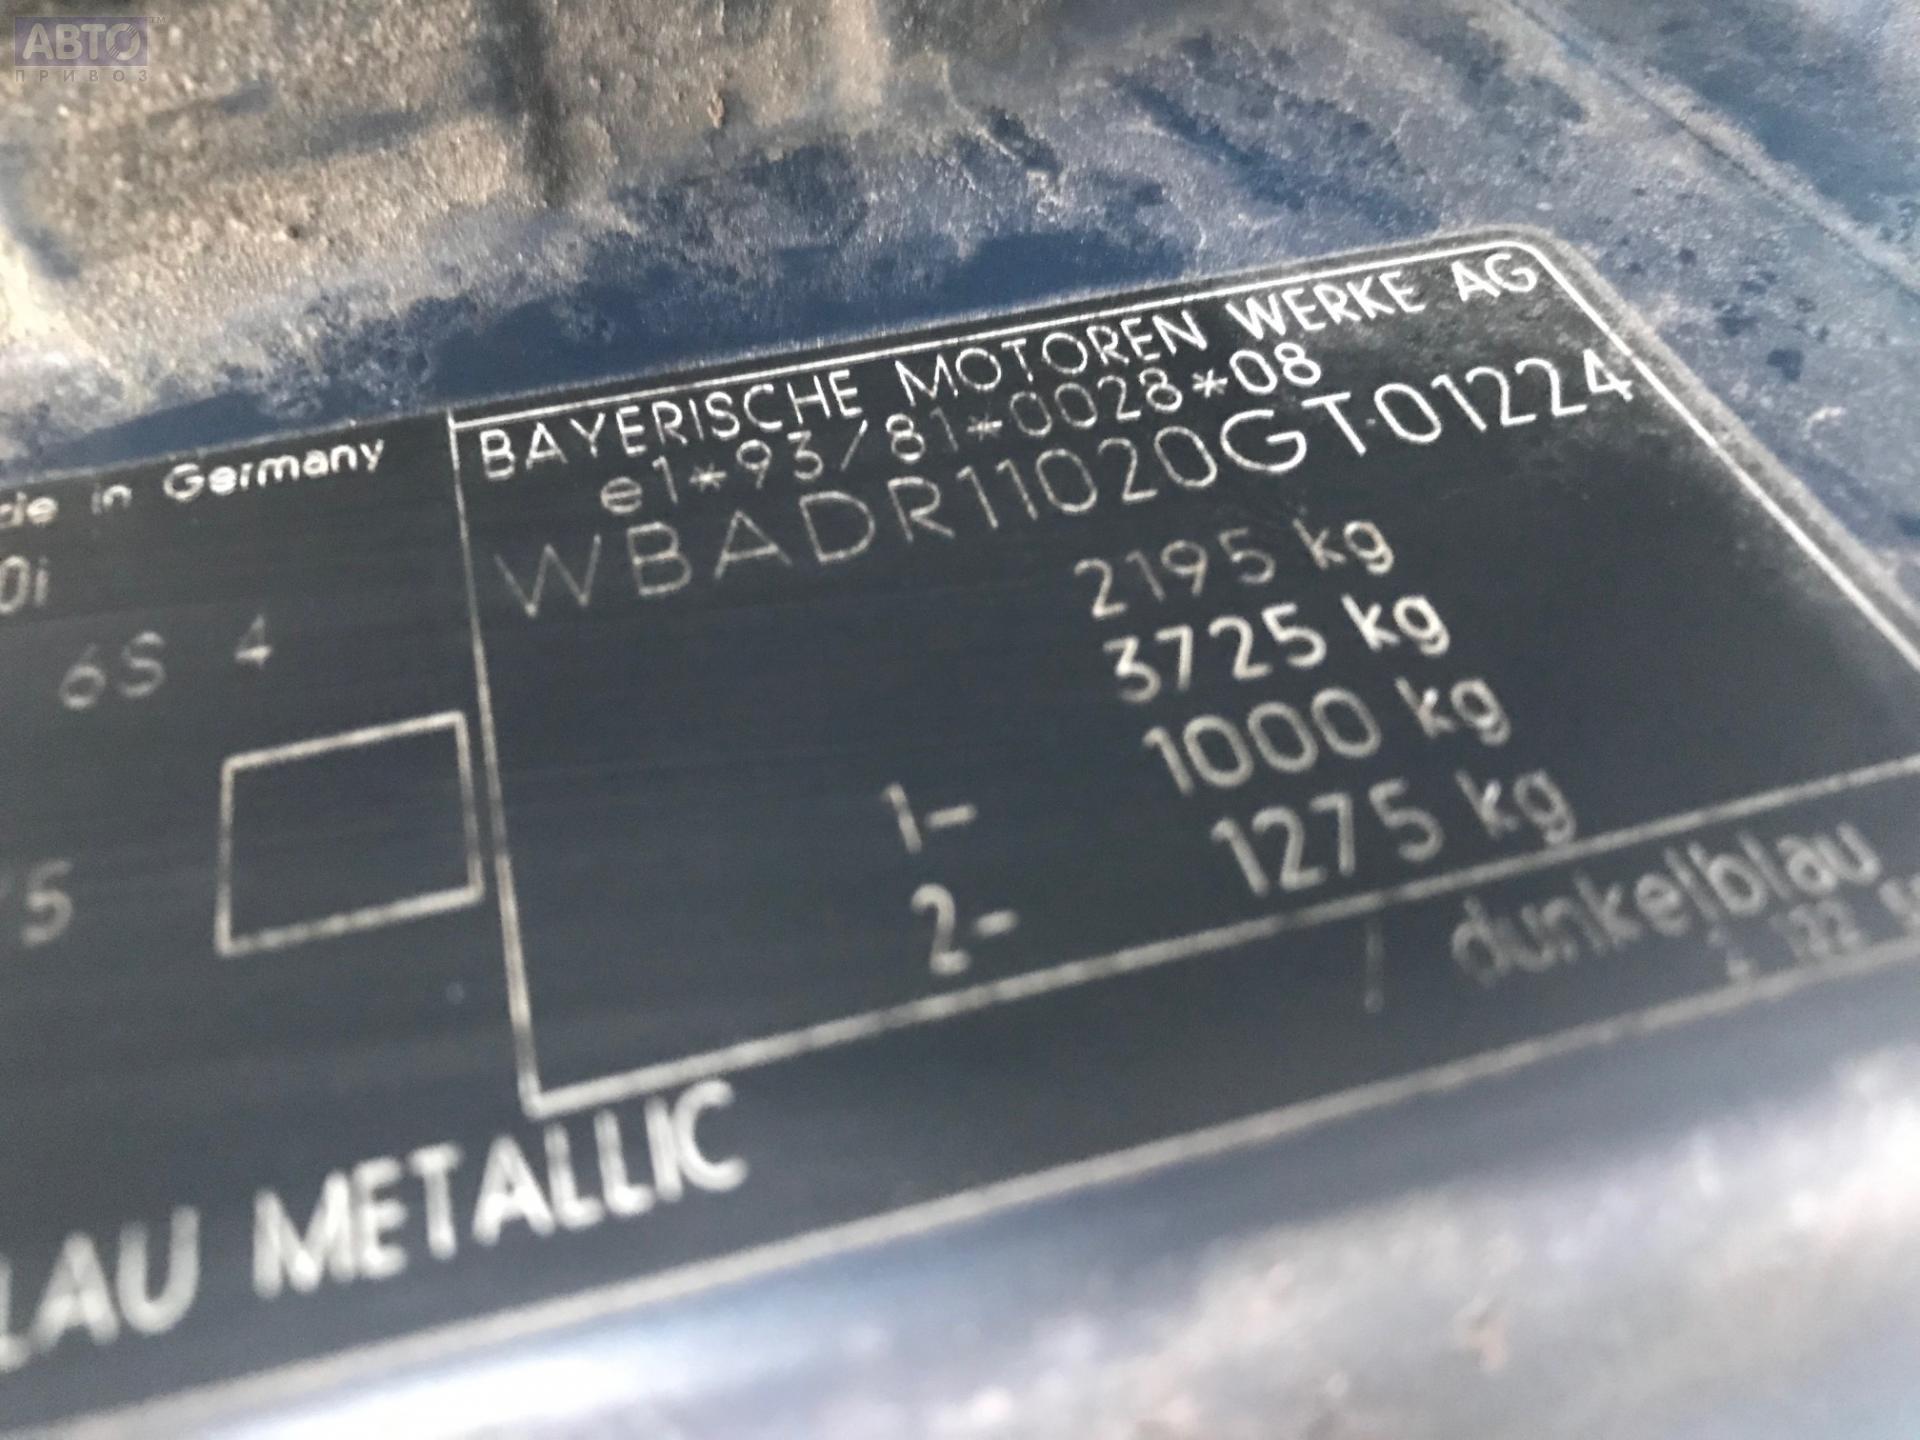 АВТО
ПРИВОЗ
BAYERISCHE MOTOREN WERKE AG
e1*93/81*0028*08
WBADR11020GT01224
2195 kg
3725 kg
1- 1000 kg
2- 1275 kg
de in Germany
0i
6S 4
5
/ dunkelblau
LAU METALLIC